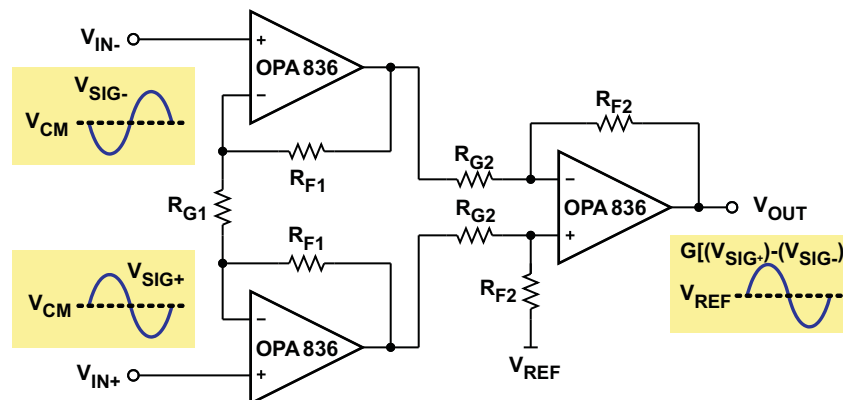 VIN-
+
OPA 836
−
VSIG-
VCM
RF1
RG1
RF1
VSIG+
VCM
−
OPA 836
+
VIN+
RG2
RF2
−
OPA 836
+
RG2
RF2
VREF
VOUT
G[(VSIG+)-(VSIG-)]
VREF